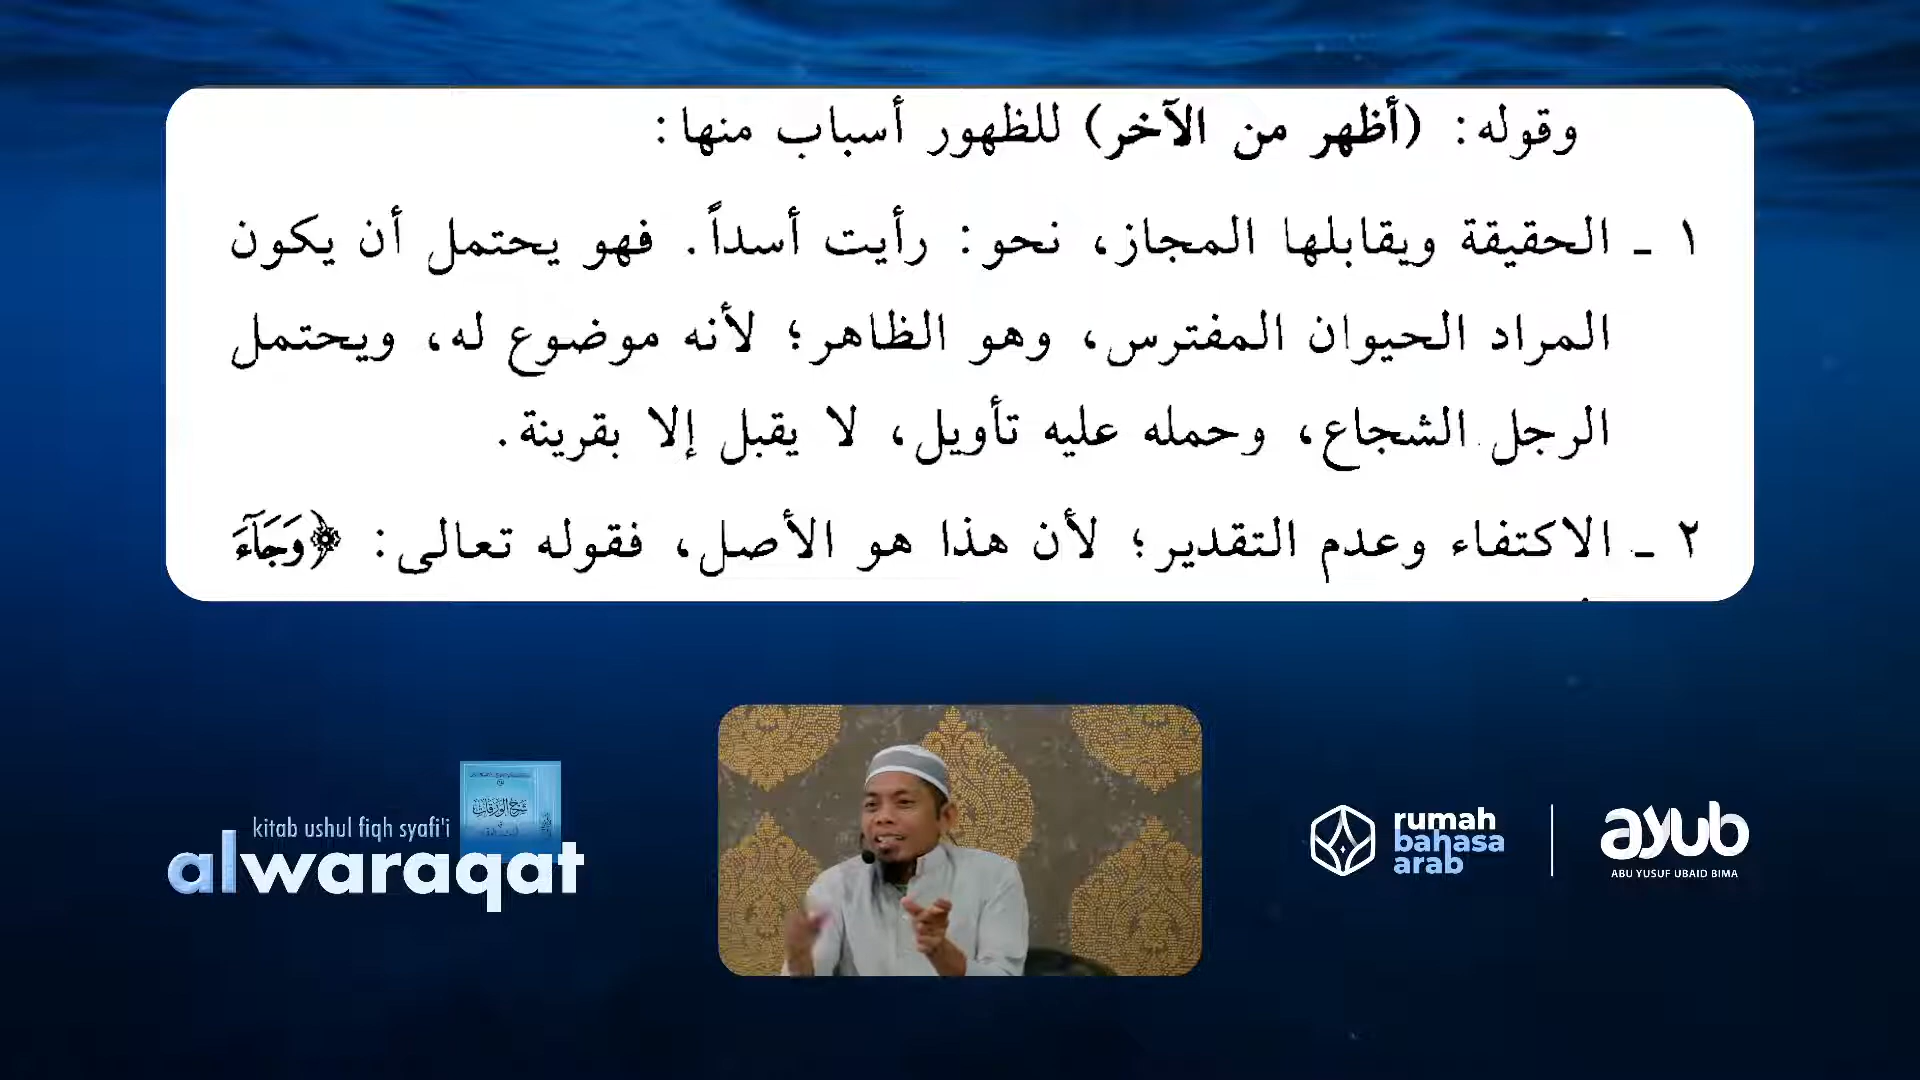 وقوله: (أظهر من الآخر) للظهور أسباب منها:
١ ـ الحقيقة ويقابلها المجاز، نحو: رأيت أسداً. فهو يحتمل أن يكون
المراد الحيوان المفترس، وهو الظاهر؛ لأنه موضوع له، ويحتمل
الرجل الشجاع، وحمله عليه تأويل، لا يقبل إلا بقرينة.
٢ ـ الاكتفاء وعدم التقدير؛ لأن هذا هو الأصل، فقوله تعالى: ﴿وَجَآءَ
kitab ushul fiqh syafi'i
alwaraqat
شرح الورقات
rumah
bahasa
arab
ayub
ABU YUSUF UBAID BIMA